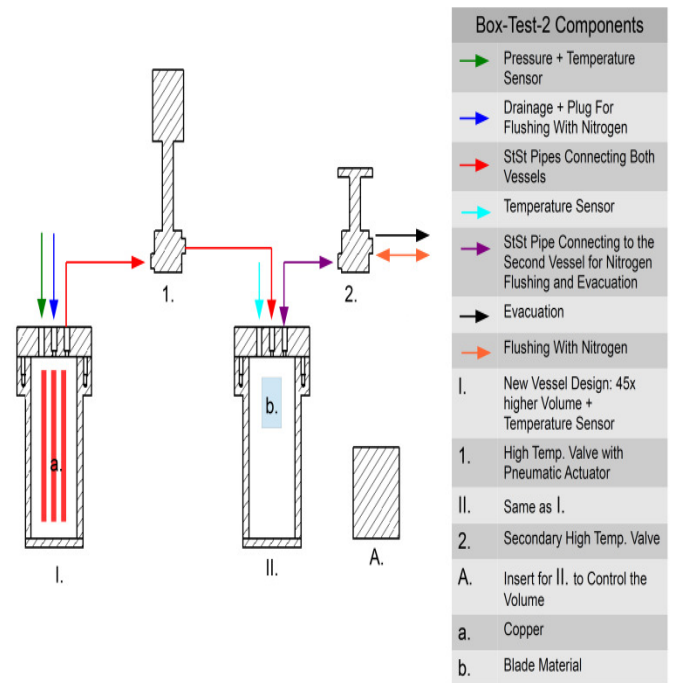 1.
2.
a.
b.
I.
II.
A.
Box-Test-2 Components
Pressure + Temperature
Sensor
Drainage + Plug For
Flushing With Nitrogen
StSt Pipes Connecting Both
Vessels
Temperature Sensor
StSt Pipe Connecting to the
Second Vessel for Nitrogen
Flushing and Evacuation
Evacuation
Flushing With Nitrogen
I.
New Vessel Design: 45x
higher Volume +
Temperature Sensor
1.
High Temp. Valve with
Pneumatic Actuator
II.
Same as I.
2.
Secondary High Temp. Valve
A.
Insert for II. to Control the
Volume
a.
Copper
b.
Blade Material